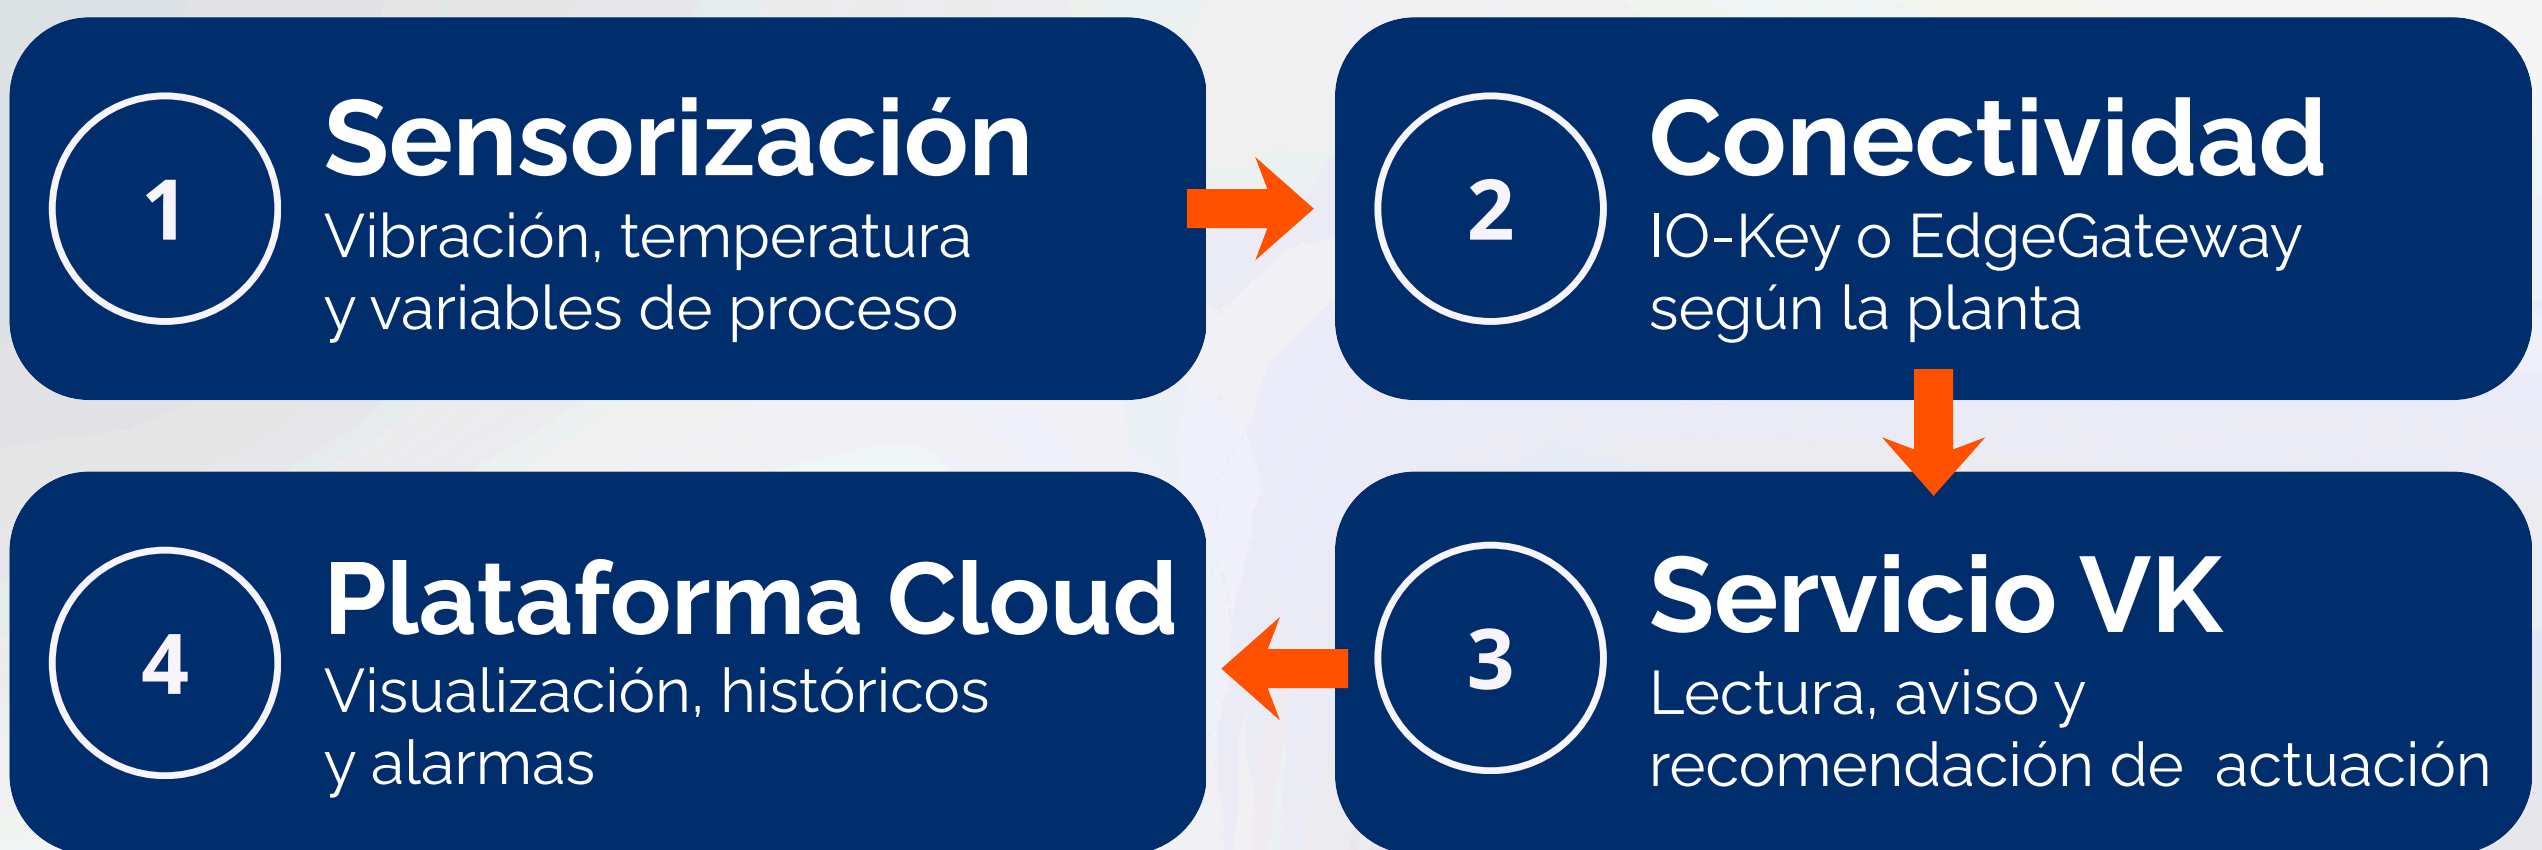 1
Sensorización
Vibración, temperatura
y variables de proceso
2
Conectividad
IO-Key o EdgeGateway
según la planta
3
Servicio VK
Lectura, aviso y
recomendación de  actuación
4
Plataforma Cloud
Visualización, históricos
y alarmas